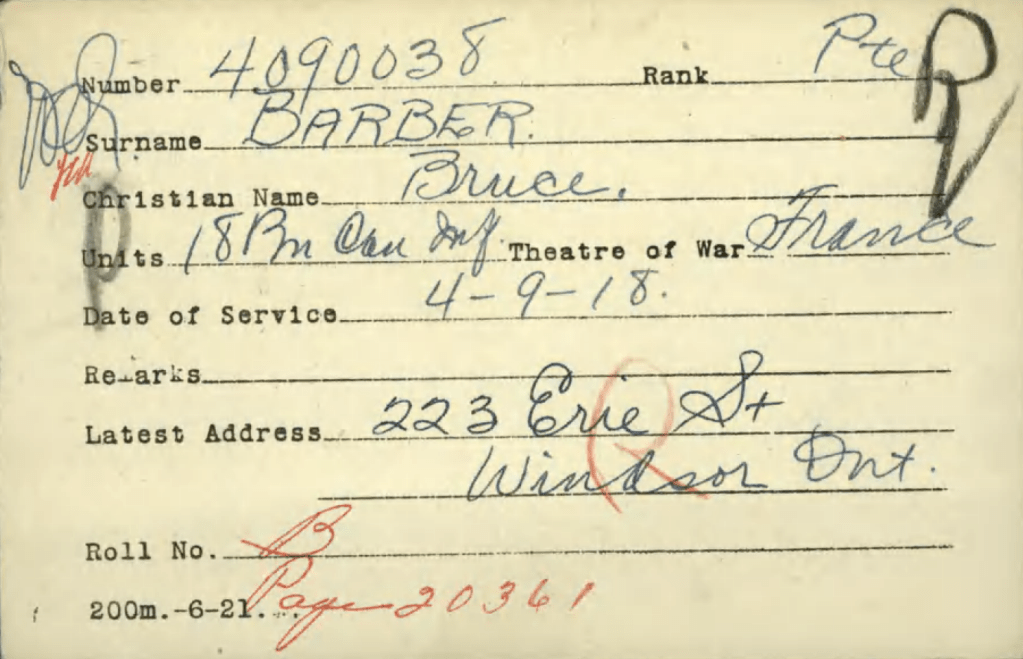 Number 4090038 Rank Pte
Surname BARBER.
Christian Name Bruce.
Units 18 Bn Can Inf Theatre of War France
Date of Service 4-9-18.
Remarks
Latest Address 223 Erie St
Windsor Ont.
R
Roll No. B
200m.-6-21... Page 20361
P